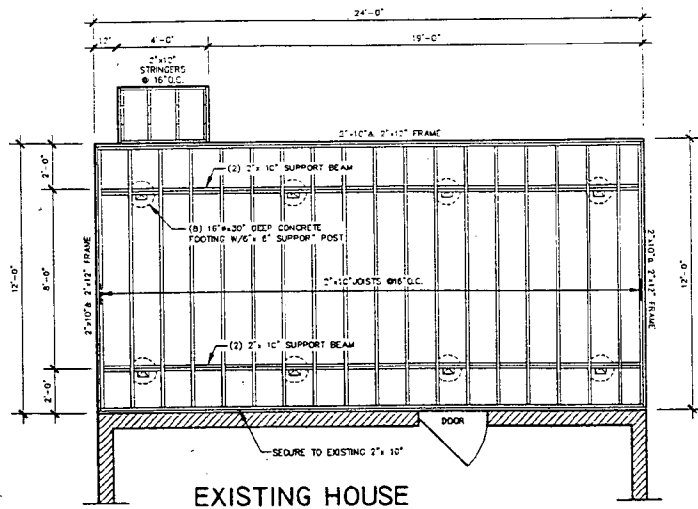 24'-0"
12"
4'-0"
19'-0"
2"x10"
STRINGERS
@ 16" O.C.
2"x10" & 2"x12" FRAME
2'-0"
(2) 2"x 10" SUPPORT BEAM
(8) 16"øx30" DEEP CONCRETE
FOOTING W/6"x 6" SUPPORT POST
12'-0"
8'-0"
2"x10" & 2"x12" FRAME
2"x10" JOISTS @16" O.C.
2"x10" & 2"x12" FRAME
12'-0"
(2) 2"x 10" SUPPORT BEAM
2'-0"
DOOR
SECURE TO EXISTING 2"x 10"
EXISTING HOUSE